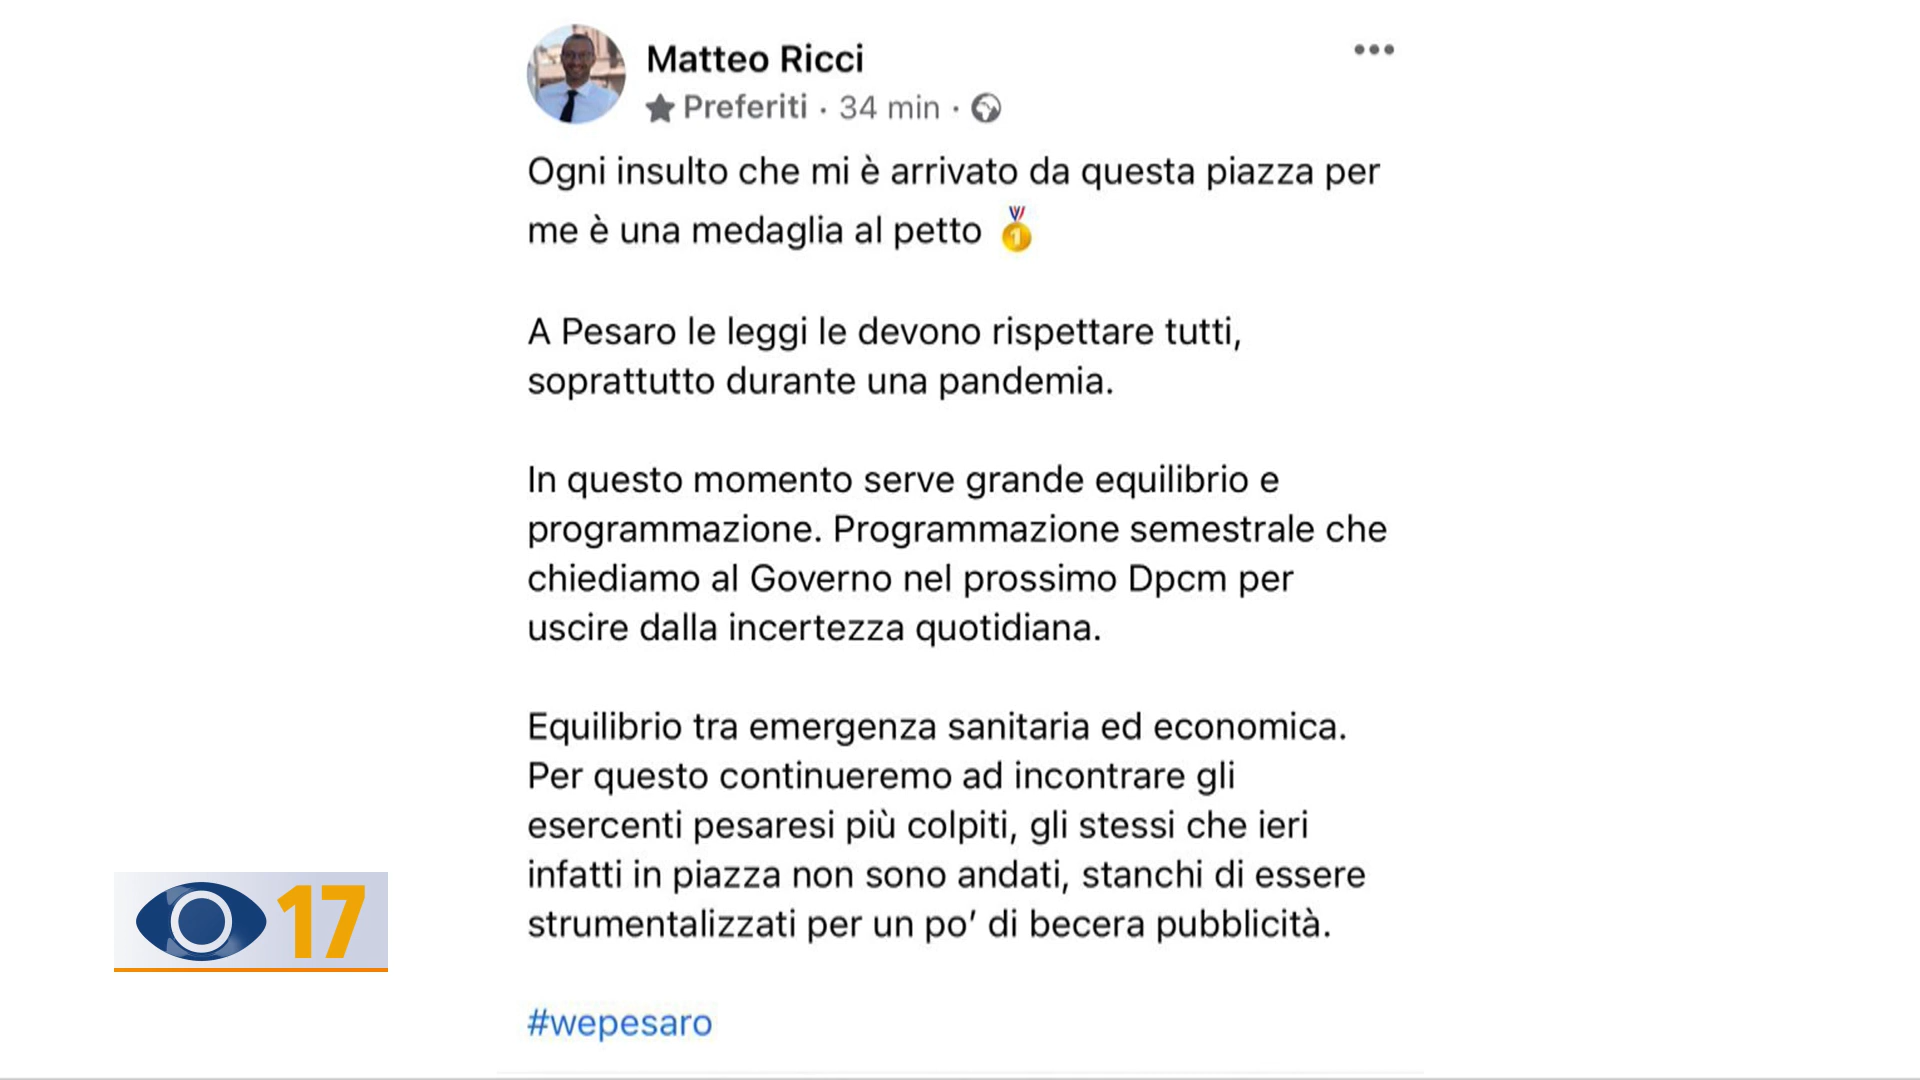 Matteo Ricci
Preferiti · 34 min ·
Ogni insulto che mi è arrivato da questa piazza per
me è una medaglia al petto 🏅
A Pesaro le leggi le devono rispettare tutti,
soprattutto durante una pandemia.
In questo momento serve grande equilibrio e
programmazione. Programmazione semestrale che
chiediamo al Governo nel prossimo Dpcm per
uscire dalla incertezza quotidiana.
Equilibrio tra emergenza sanitaria ed economica.
Per questo continueremo ad incontrare gli
esercenti pesaresi più colpiti, gli stessi che ieri
infatti in piazza non sono andati, stanchi di essere
strumentalizzati per un po’ di becera pubblicità.
#wepesaro
17